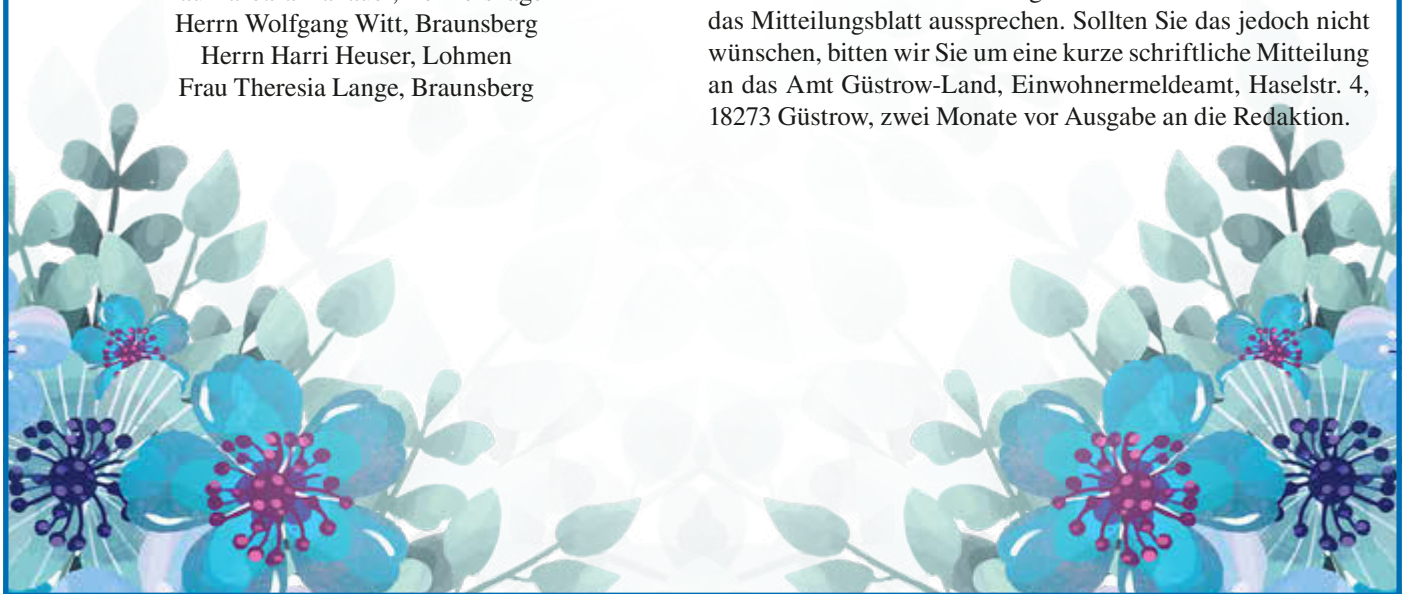 Herrn Wolfgang Witt, Braunsberg
Herrn Harri Heuser, Lohmen
Frau Theresia Lange, Braunsberg
das Mitteilungsblatt aussprechen. Sollten Sie das jedoch nicht
wünschen, bitten wir Sie um eine kurze schriftliche Mitteilung
an das Amt Güstrow-Land, Einwohnermeldeamt, Haselstr. 4,
18273 Güstrow, zwei Monate vor Ausgabe an die Redaktion.